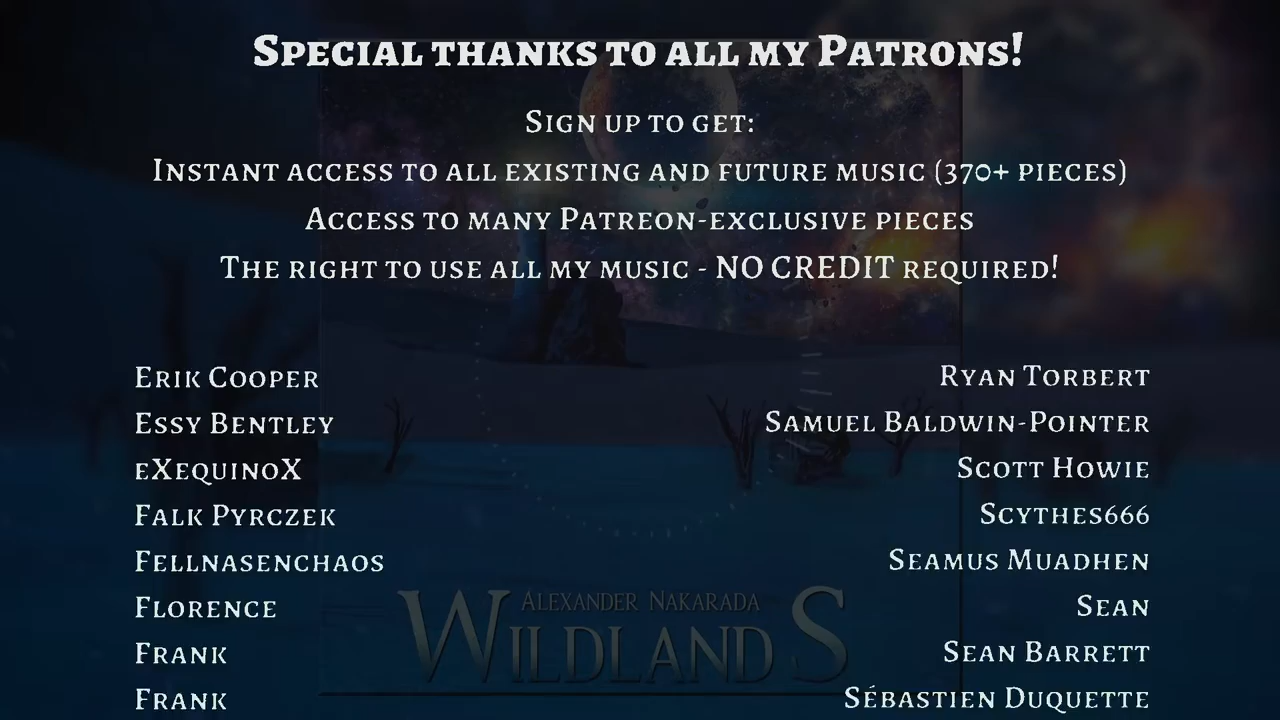 Special thanks to all my Patrons!
Sign up to get:
Instant access to all existing and future music (370+ pieces)
Access to many Patreon-exclusive pieces
The right to use all my music - NO CREDIT required!
Erik Cooper
Essy Bentley
eXequinoX
Falk Pyrczek
Fellnasenchaos
Florence
Frank
Frank
Ryan Torbert
Samuel Baldwin-Pointer
Scott Howie
Scythes666
Seamus Muadhen
Sean
Sean Barrett
Sébastien Duquette
Alexander Nakarada
WildlandS